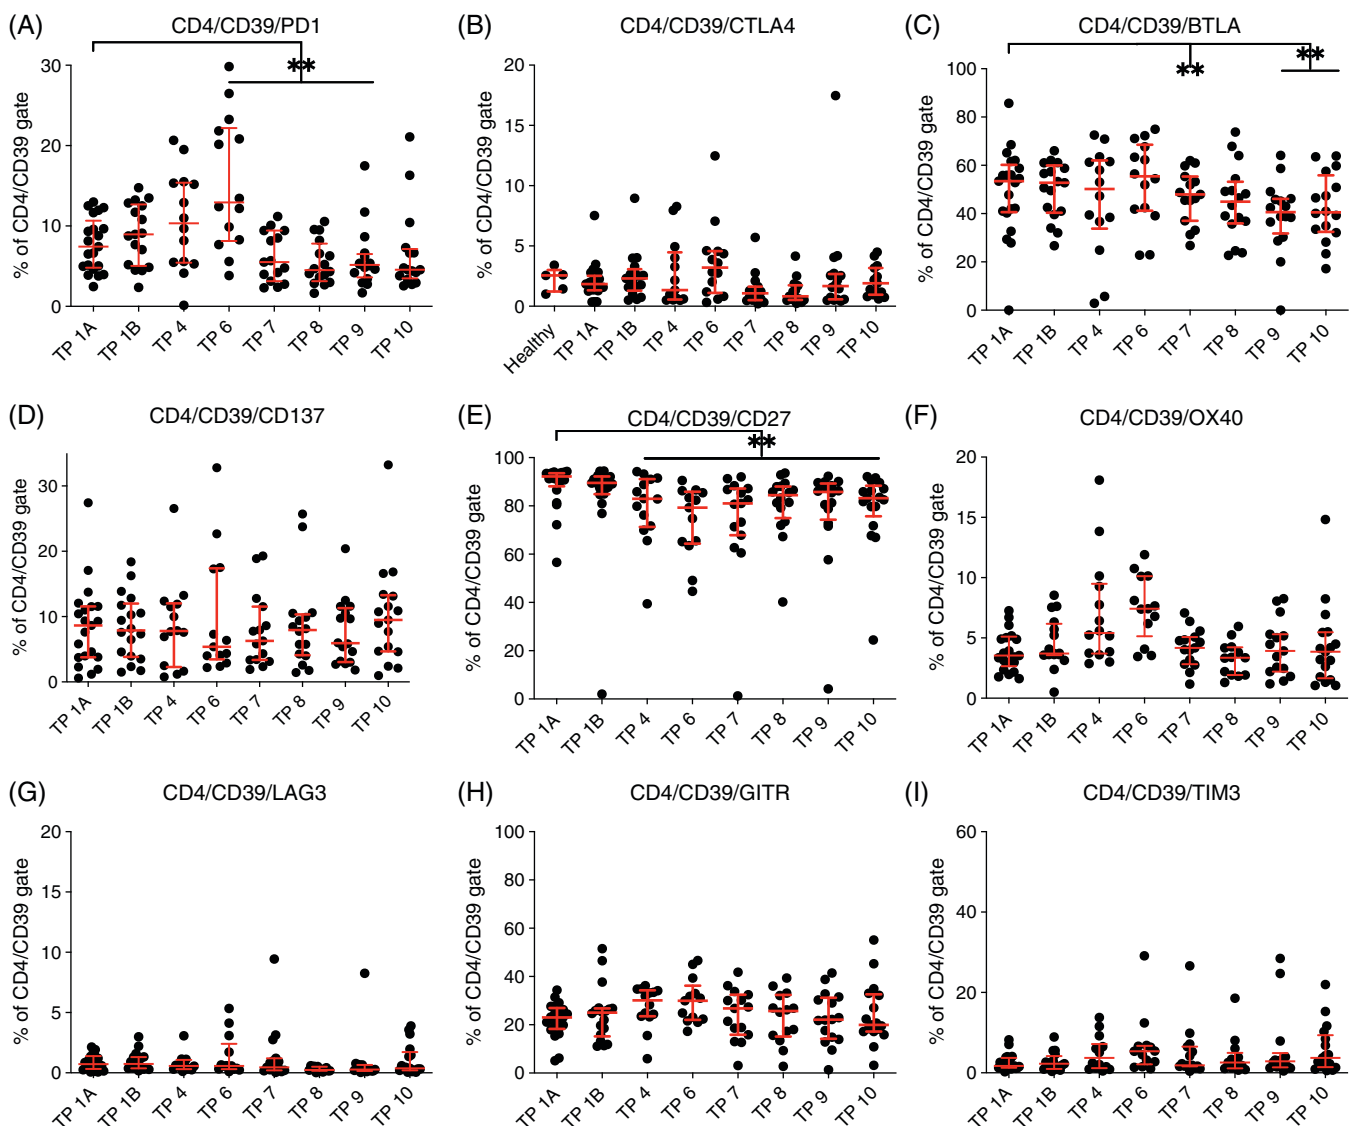 (A) CD4/CD39/PD1
**
% of CD4/CD39 gate
30
20
10
0
TP 1A TP 1B TP 4 TP 6 TP 7 TP 8 TP 9 TP 10
(B) CD4/CD39/CTLA4
% of CD4/CD39 gate
20
15
10
5
0
Healthy TP 1A TP 1B TP 4 TP 6 TP 7 TP 8 TP 9 TP 10
(C) CD4/CD39/BTLA
** **
% of CD4/CD39 gate
100
80
60
40
20
0
TP 1A TP 1B TP 4 TP 6 TP 7 TP 8 TP 9 TP 10
(D) CD4/CD39/CD137
% of CD4/CD39 gate
30
20
10
0
TP 1A TP 1B TP 4 TP 6 TP 7 TP 8 TP 9 TP 10
(E) CD4/CD39/CD27
**
% of CD4/CD39 gate
100
80
60
40
20
0
TP 1A TP 1B TP 4 TP 6 TP 7 TP 8 TP 9 TP 10
(F) CD4/CD39/OX40
% of CD4/CD39 gate
20
15
10
5
0
TP 1A TP 1B TP 4 TP 6 TP 7 TP 8 TP 9 TP 10
(G) CD4/CD39/LAG3
% of CD4/CD39 gate
20
15
10
5
0
TP 1A TP 1B TP 4 TP 6 TP 7 TP 8 TP 9 TP 10
(H) CD4/CD39/GITR
% of CD4/CD39 gate
100
80
60
40
20
0
TP 1A TP 1B TP 4 TP 6 TP 7 TP 8 TP 9 TP 10
(I) CD4/CD39/TIM3
% of CD4/CD39 gate
60
40
20
0
TP 1A TP 1B TP 4 TP 6 TP 7 TP 8 TP 9 TP 10